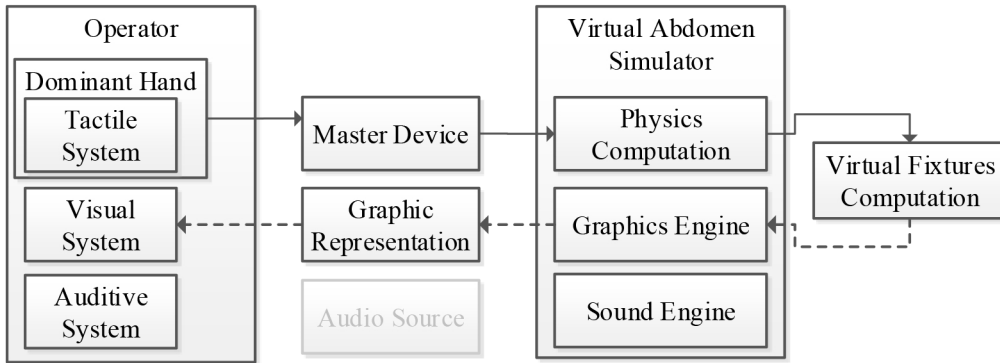 Operator
Dominant Hand
Tactile
System
Visual
System
Auditive
System
Master Device
Graphic
Representation
Audio Source
Virtual Abdomen
Simulator
Physics
Computation
Graphics Engine
Sound Engine
Virtual Fixtures
Computation